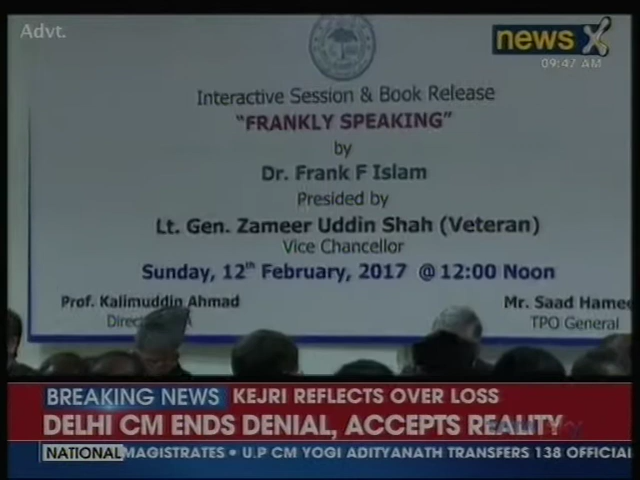 Advt.
newsX
09:47 AM
Interactive Session & Book Release
"FRANKLY SPEAKING"
by
Dr. Frank F Islam
Presided by
Lt. Gen. Zameer Uddin Shah (Veteran)
Vice Chancellor
Sunday, 12th February, 2017 @ 12:00 Noon
Prof. Kalimuddin Ahmad
Mr. Saad Hamee
TPO General
BREAKING NEWS KEJRI REFLECTS OVER LOSS
DELHI CM ENDS DENIAL, ACCEPTS REALITY
NATIONAL MAGISTRATES • U.P CM YOGI ADITYANATH TRANSFERS 138 OFFICIAL